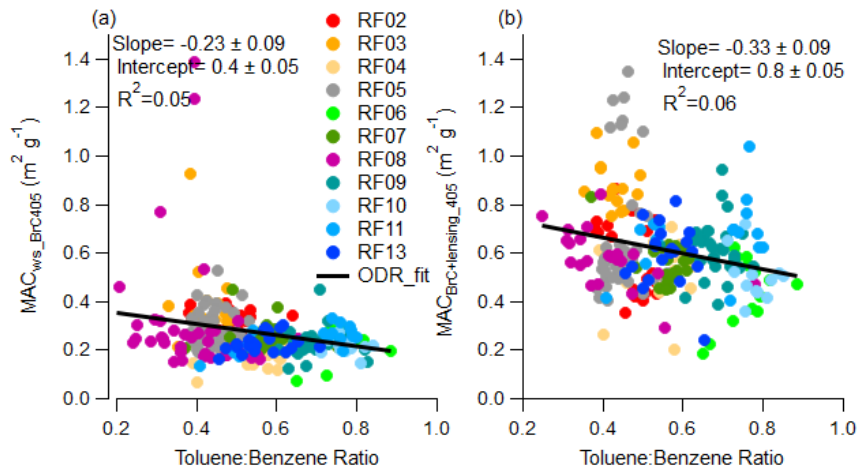 (a)
Slope= -0.23 ± 0.09
Intercept= 0.4 ± 0.05
R²=0.05
MACws_BrC405 (m² g⁻¹)
1.4
1.2
1.0
0.8
0.6
0.4
0.2
0.0
0.2
0.4
0.6
0.8
1.0
Toluene:Benzene Ratio
RF02
RF03
RF04
RF05
RF06
RF07
RF08
RF09
RF10
RF11
RF13
ODR_fit
(b)
Slope= -0.33 ± 0.09
Intercept= 0.8 ± 0.05
R²=0.06
MACBrC+lensing_405 (m² g⁻¹)
1.4
1.2
1.0
0.8
0.6
0.4
0.2
0.0
0.2
0.4
0.6
0.8
1.0
Toluene:Benzene Ratio